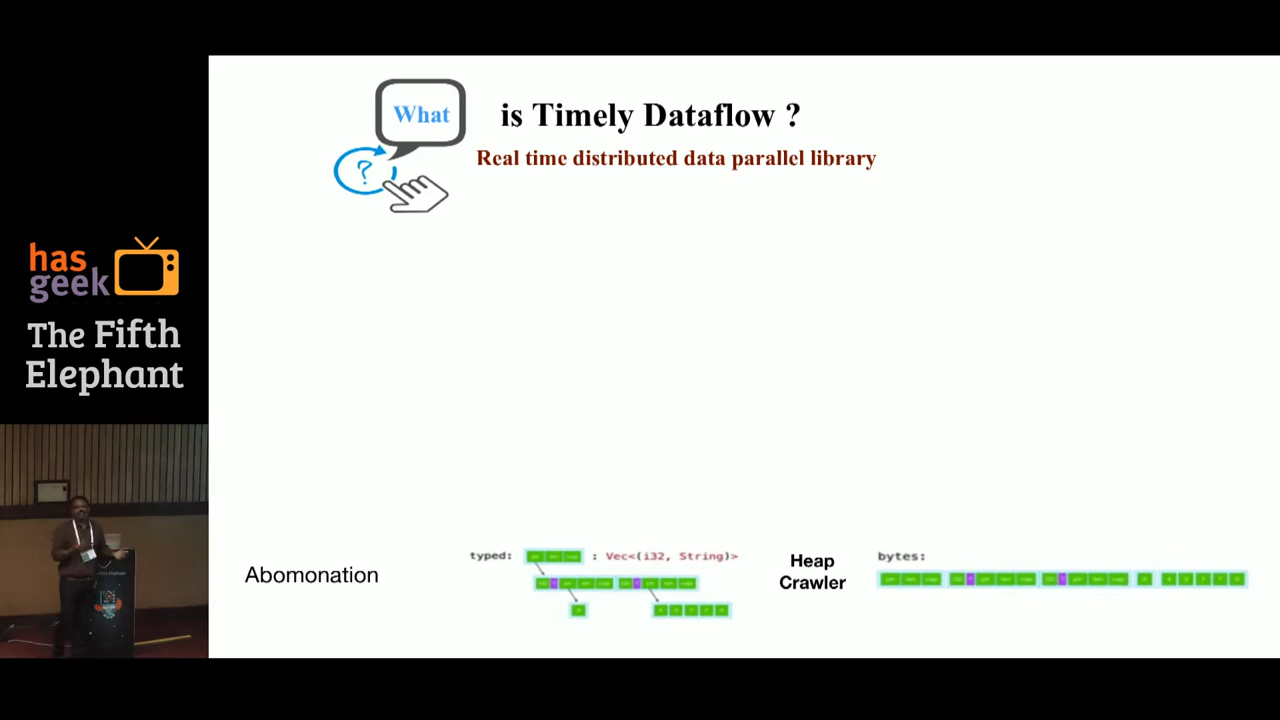 What is Timely Dataflow ?
?
Real time distributed data parallel library
has
geek
The Fifth
Elephant
typed:
: Vec<(i32, String)>
Abomonation
Heap
Crawler
bytes: